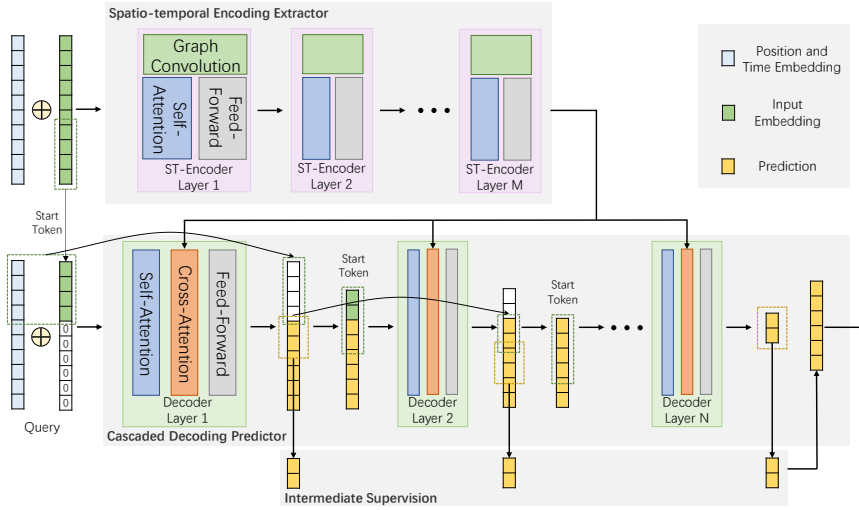 Spatio-temporal Encoding Extractor
Graph
Convolution
Self-
Attention
Feed-
Forward
ST-Encoder
Layer 1
ST-Encoder
Layer 2
ST-Encoder
Layer M
Position and
Time Embedding
Input
Embedding
Prediction
Start
Token
Self-Attention
Cross-Attention
Feed-Forward
Decoder
Layer 1
Start
Token
Decoder
Layer 2
Start
Token
Decoder
Layer N
0
0
0
0
0
0
Query
Cascaded Decoding Predictor
Intermediate Supervision